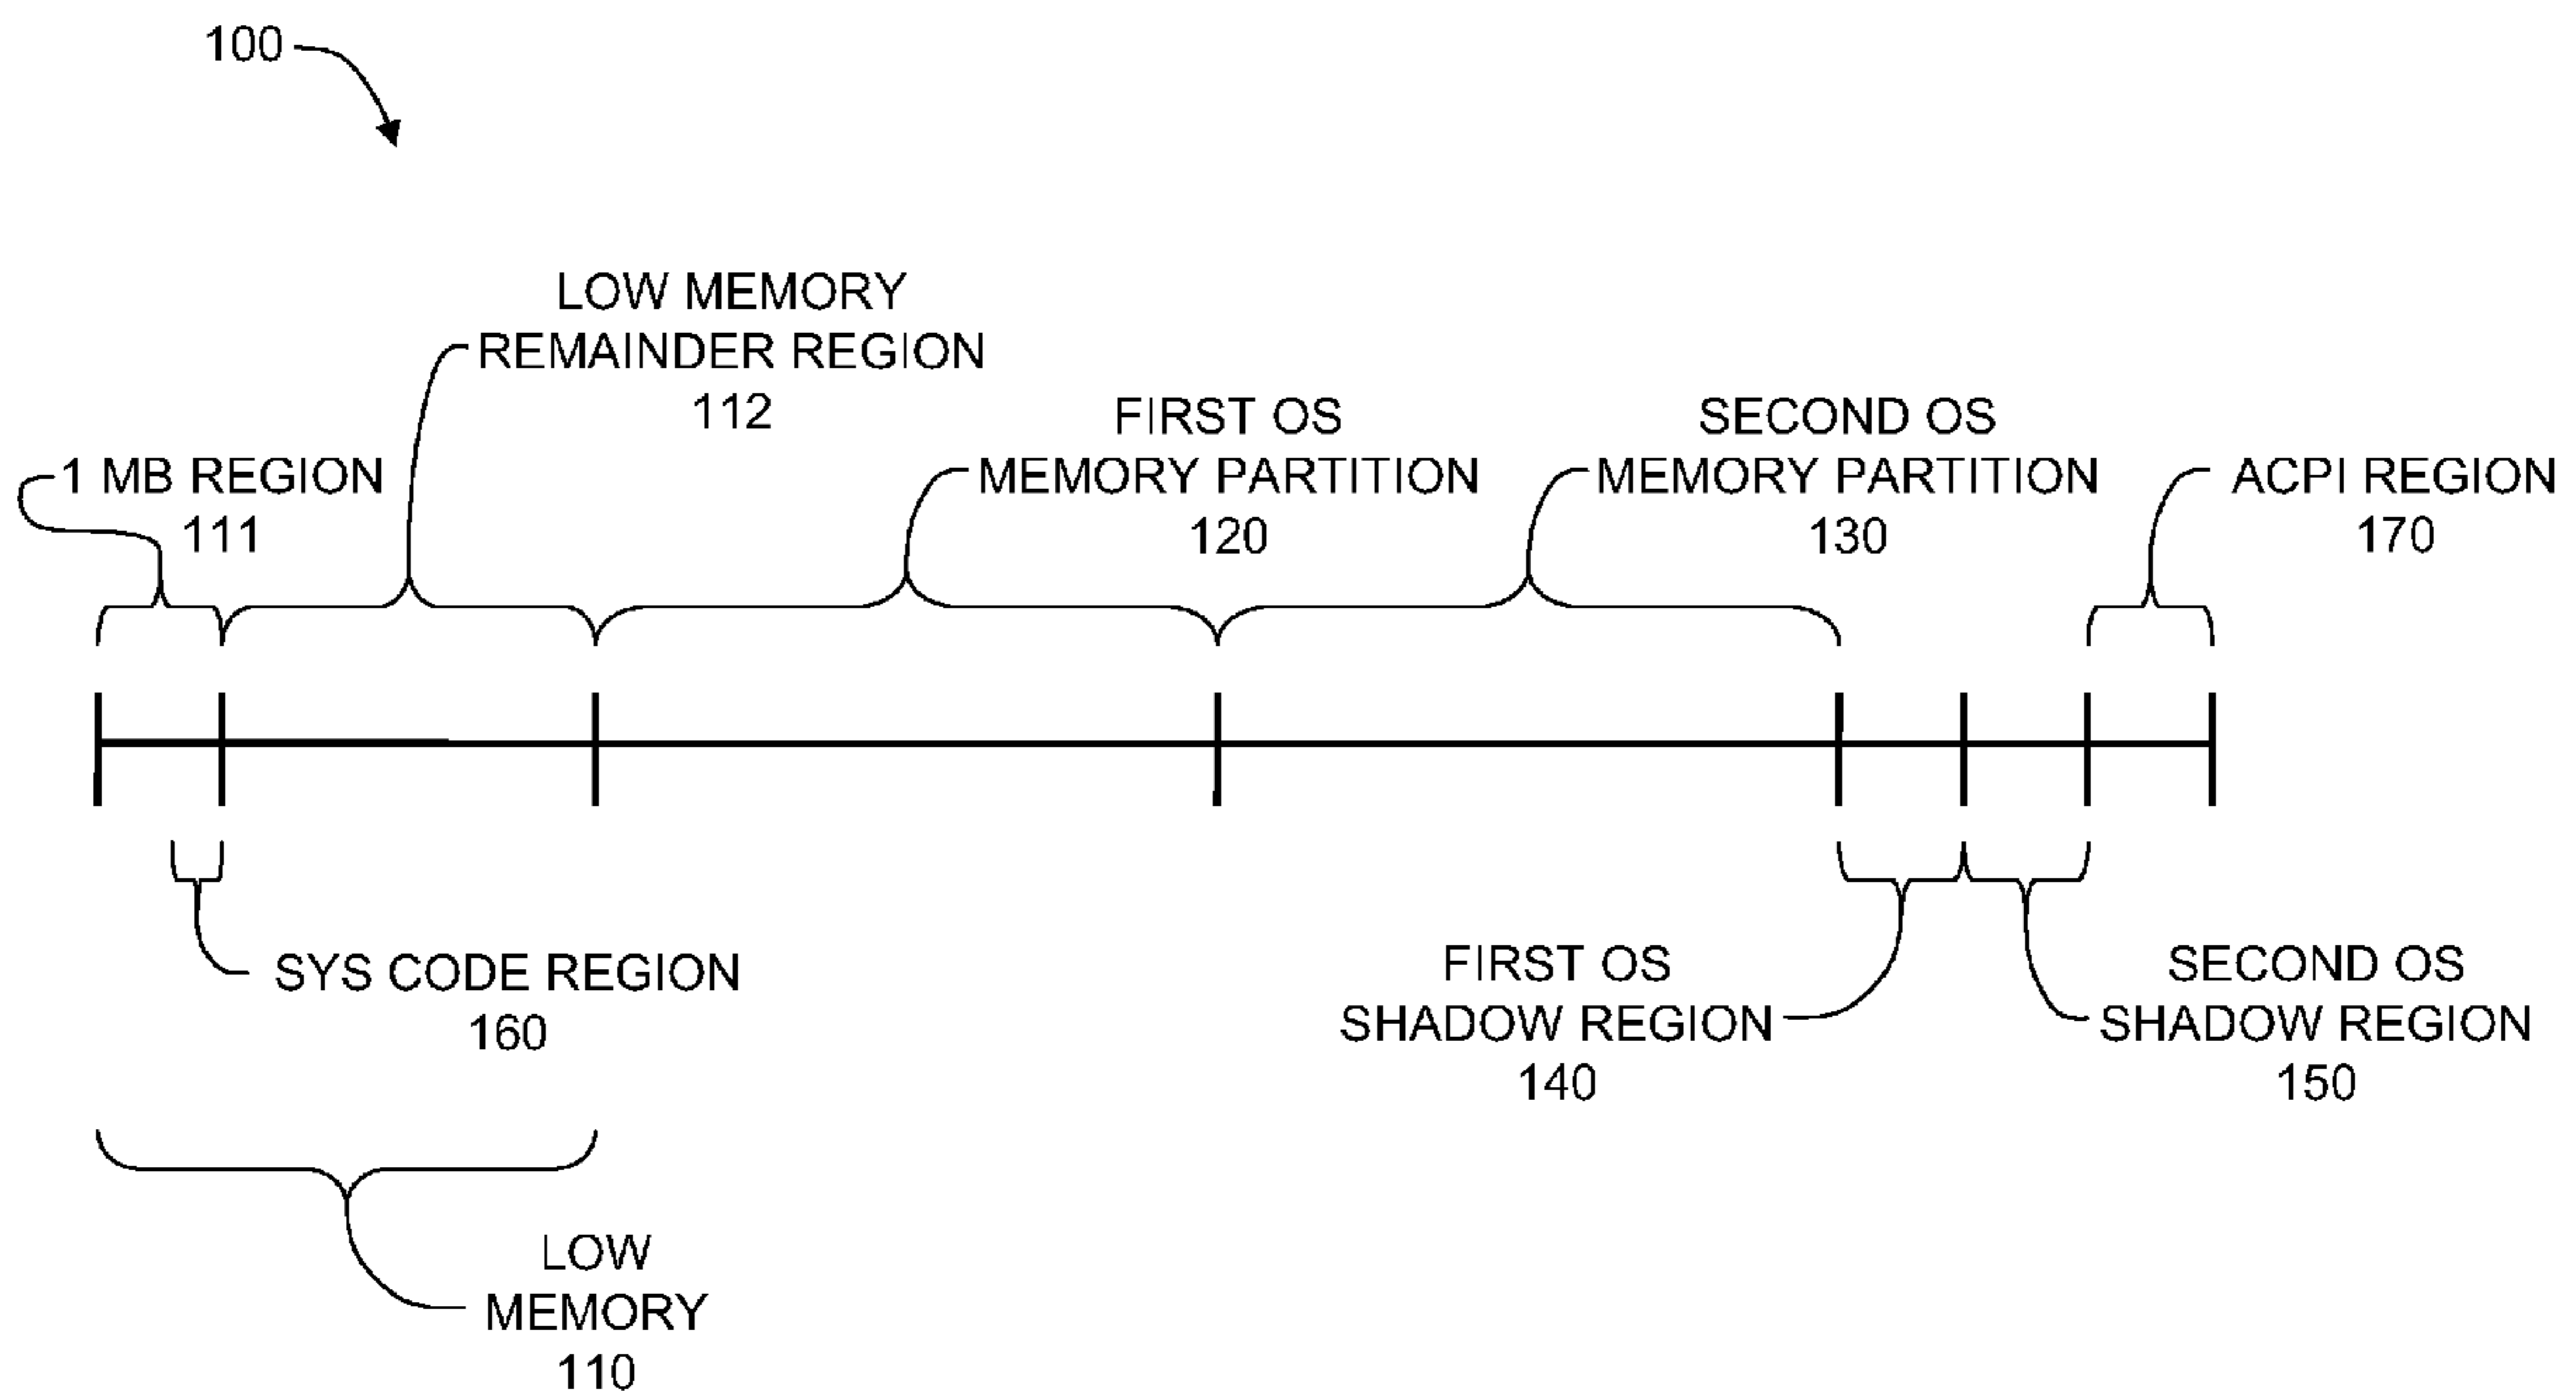 100
LOW MEMORY
REMAINDER REGION
112
1 MB REGION
111
FIRST OS
MEMORY PARTITION
120
SECOND OS
MEMORY PARTITION
130
ACPI REGION
170
SYS CODE REGION
160
FIRST OS
SHADOW REGION
140
SECOND OS
SHADOW REGION
150
LOW
MEMORY
110